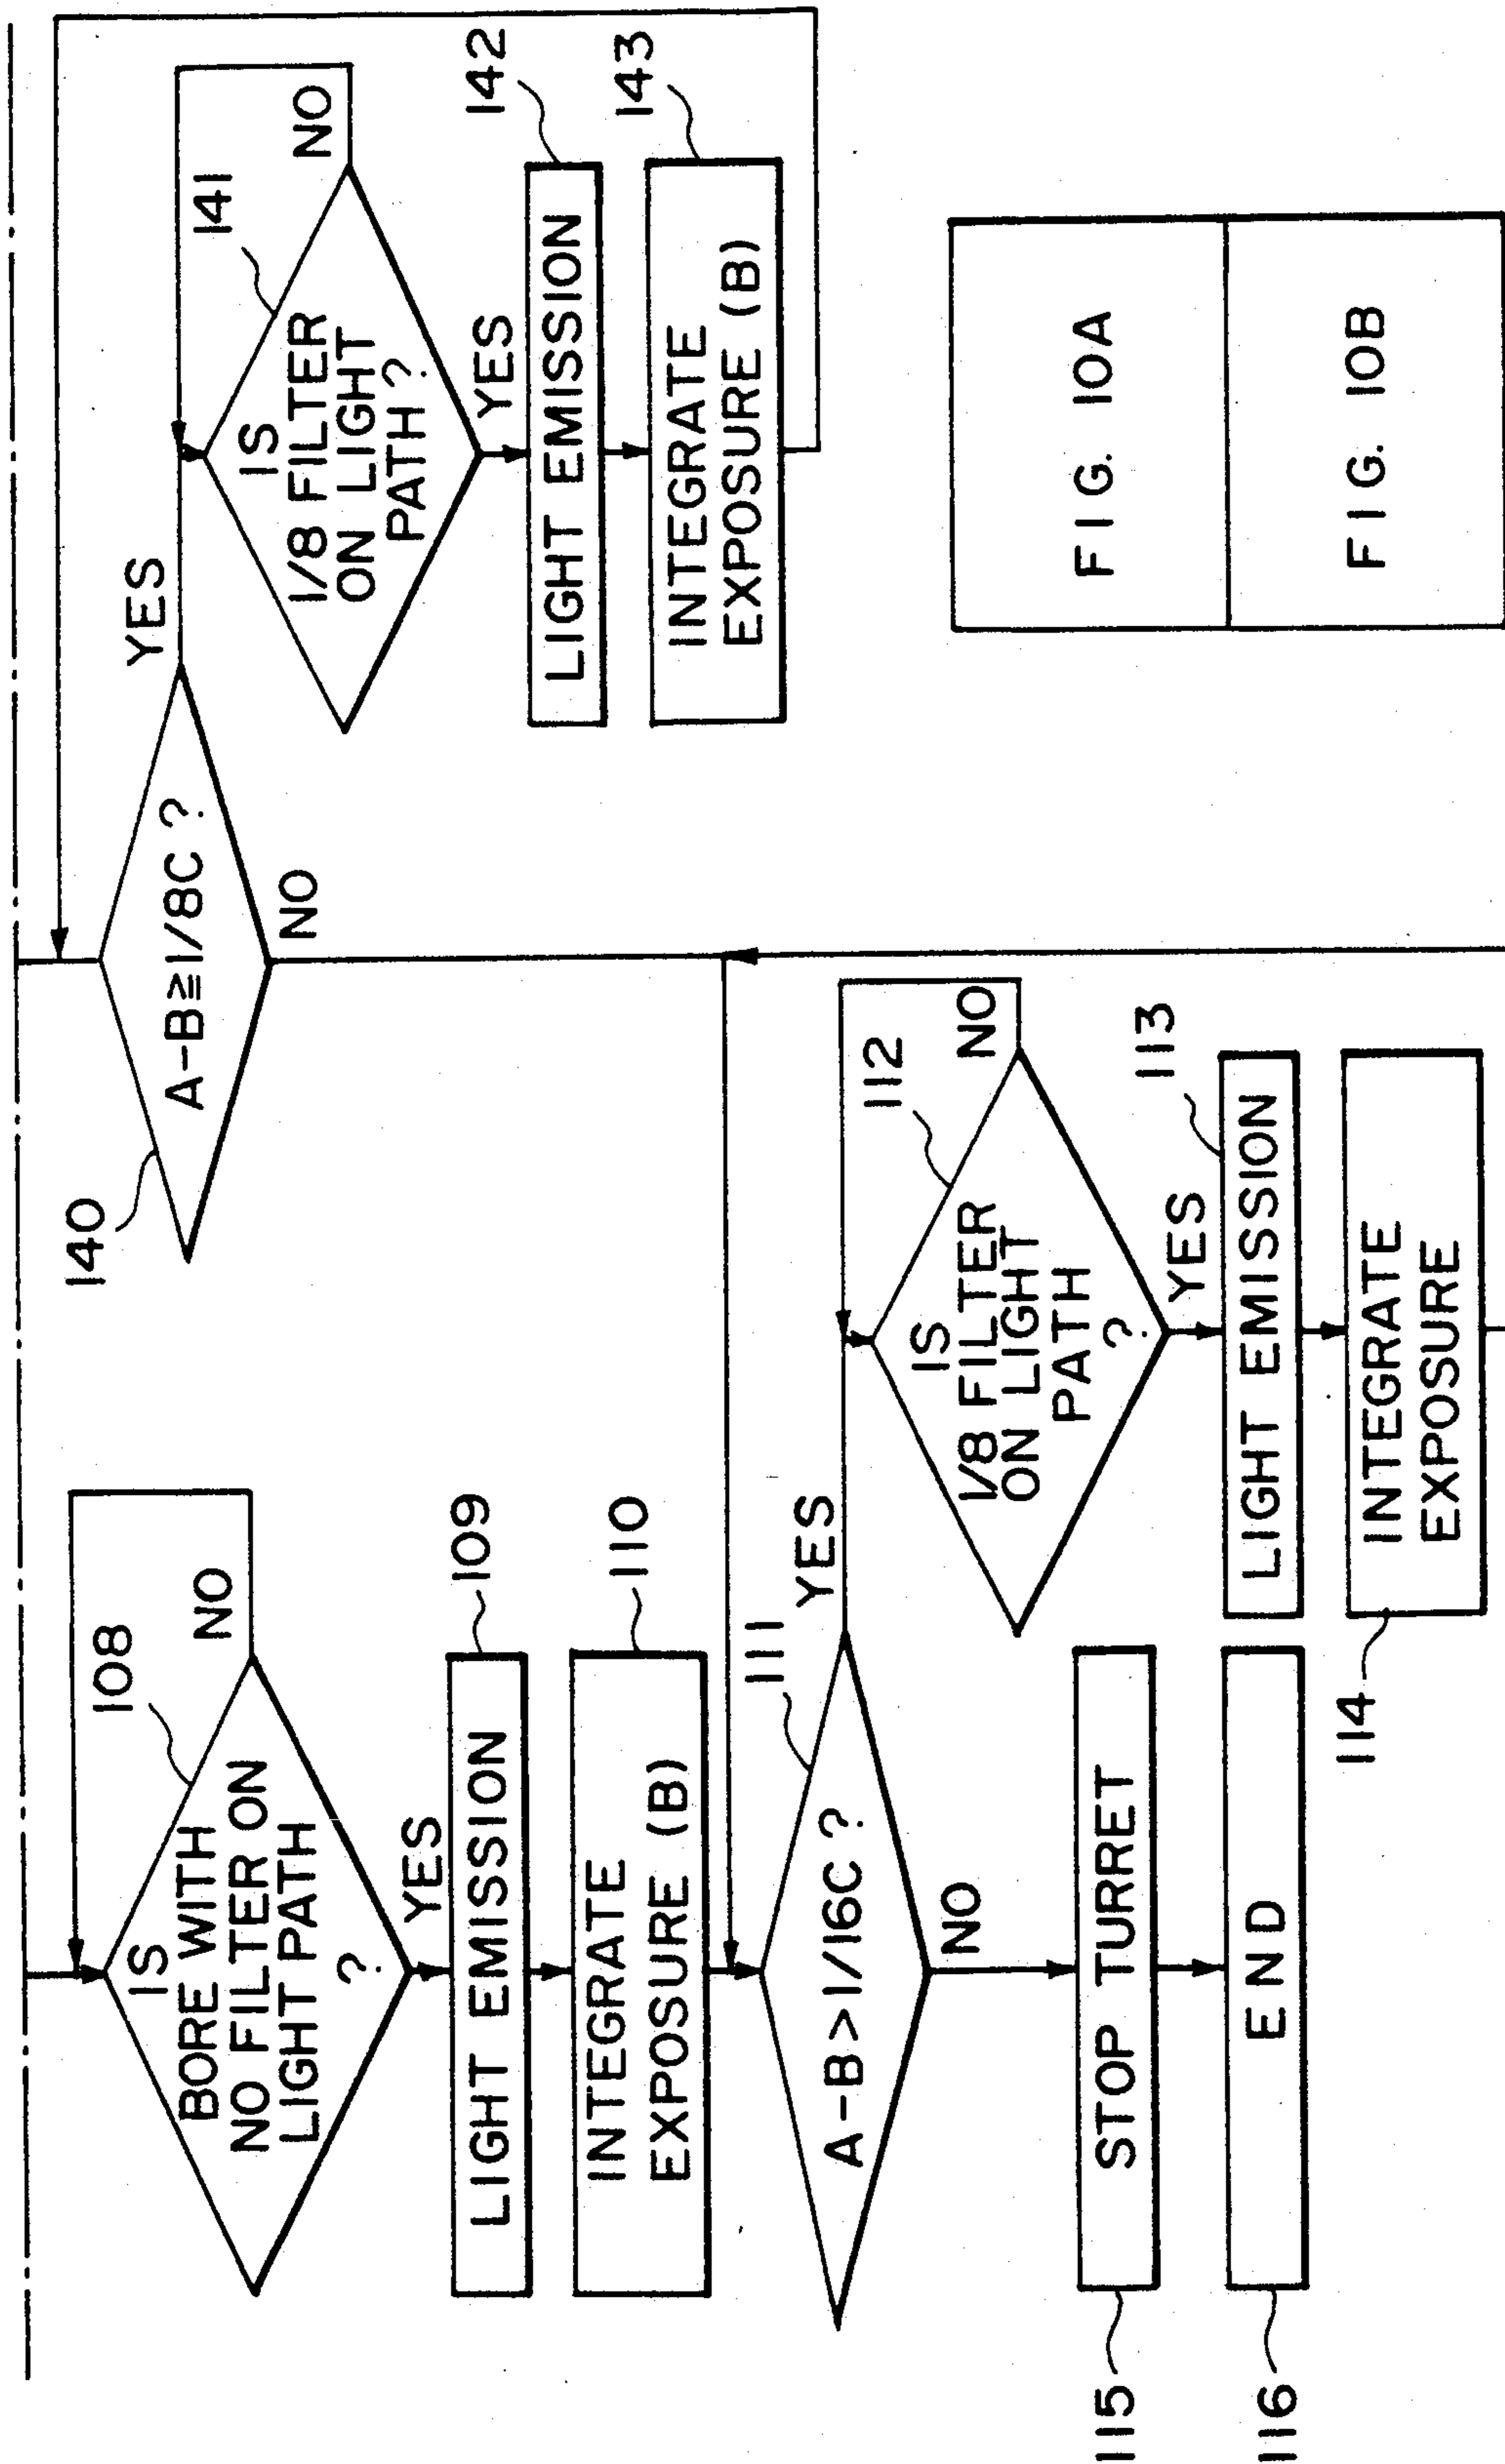 108
IS
BORE WITH
NO FILTER ON
LIGHT PATH
?
NO
YES
109
LIGHT EMISSION
110
INTEGRATE
EXPOSURE (B)
111
A-B>1/16C ?
YES
NO
115
STOP TURRET
116
END
140
A-B≧1/8C ?
YES
NO
141
IS
1/8 FILTER
ON LIGHT
PATH ?
NO
YES
142
LIGHT EMISSION
143
INTEGRATE
EXPOSURE (B)
112
IS
1/8 FILTER
ON LIGHT
PATH
?
NO
YES
113
LIGHT EMISSION
114
INTEGRATE
EXPOSURE
FIG. 10A
FIG. 10B